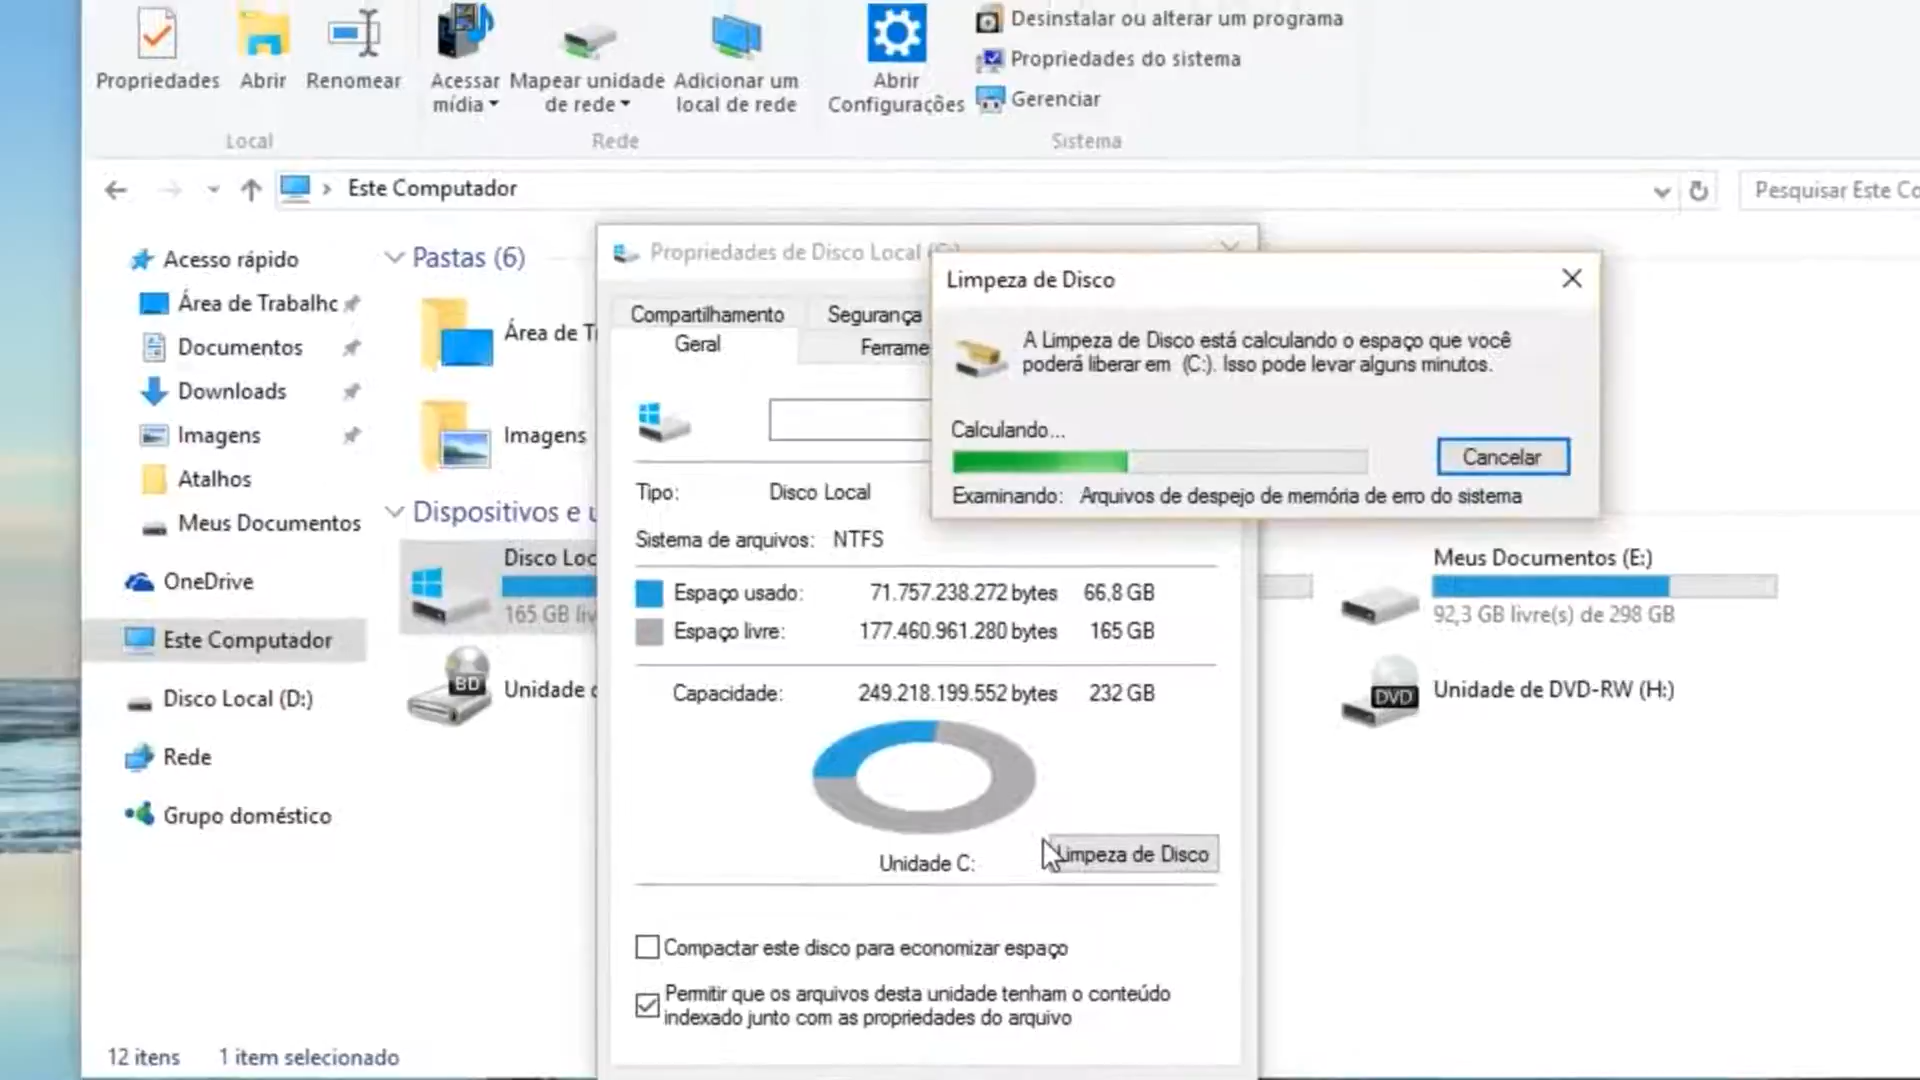 Propriedades
Abrir
Renomear
Acessar
mídia
Mapear unidade
de rede
Adicionar um
local de rede
Abrir
Configurações
Desinstalar ou alterar um programa
Propriedades do sistema
Gerenciar
Local
Rede
Sistema
Este Computador
Pesquisar Este Co
Acesso rápido
Área de Trabalhc
Documentos
Downloads
Imagens
Atalhos
Meus Documentos
OneDrive
Este Computador
Disco Local (D:)
Rede
Grupo doméstico
Pastas (6)
Área de T
Imagens
Dispositivos e u
Disco Loc
165 GB liv
BD
Unidade
Propriedades de Disco Local
Compartilhamento
Segurança
Geral
Ferrame
Tipo:
Disco Local
Sistema de arquivos: NTFS
Espaço usado: 71.757.238.272 bytes 66,8 GB
Espaço livre: 177.460.961.280 bytes 165 GB
Capacidade: 249.218.199.552 bytes 232 GB
Unidade C:
Limpeza de Disco
Compactar este disco para economizar espaço
Permitir que os arquivos desta unidade tenham o conteúdo
indexado junto com as propriedades do arquivo
Limpeza de Disco
A Limpeza de Disco está calculando o espaço que você
poderá liberar em (C:). Isso pode levar alguns minutos.
Calculando...
Cancelar
Examinando: Arquivos de despejo de memória de erro do sistema
Meus Documentos (E:)
92,3 GB livre(s) de 298 GB
DVD
Unidade de DVD-RW (H:)
12 itens
1 item selecionado